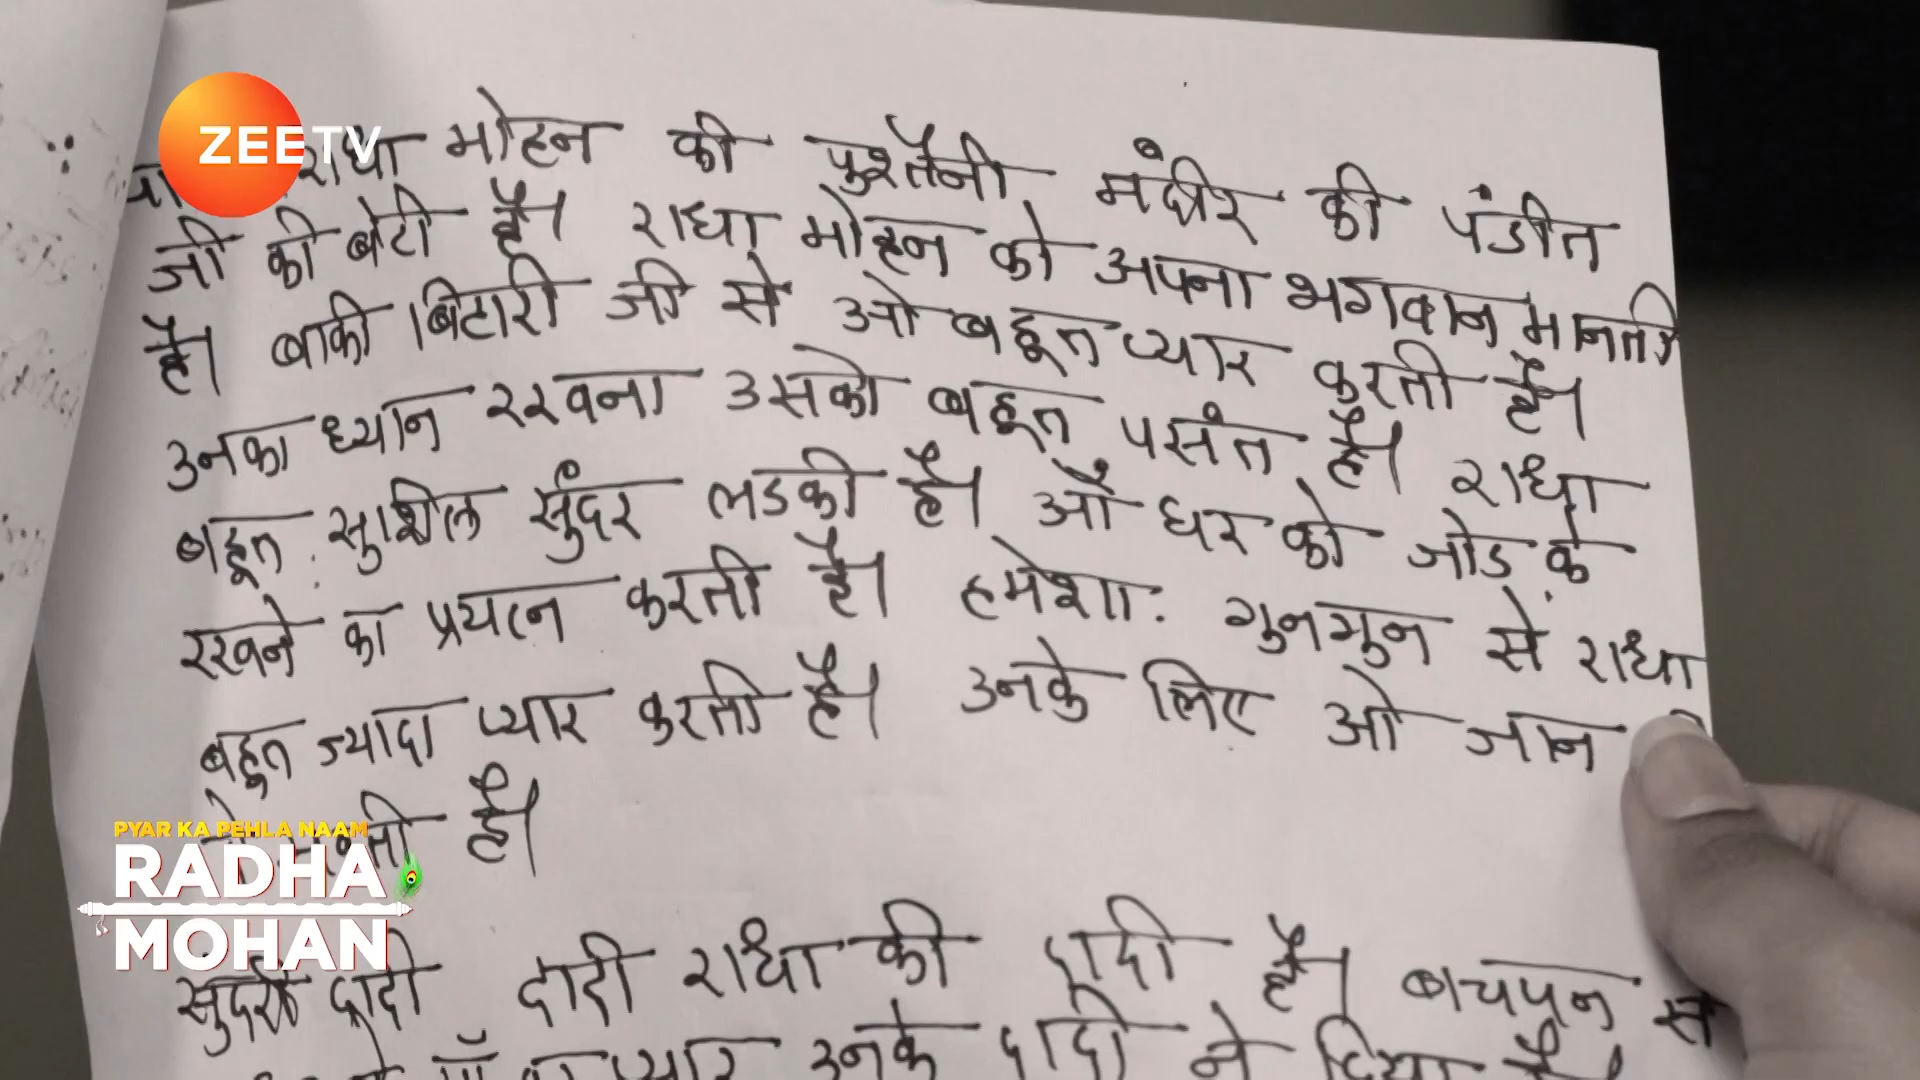 ZEE TV
राधा मोहन की पुश्तैनी मंदीर की पंडीत
जी की बेटी है। राधा मोहन को अपना भगवान मानती
है। बाकी बिहारी जी से ओ बहूत प्यार करती है।
उनका ध्यान रखना उसको बहूत पसंत है। राधा
बहूत सुशिल सुंदर लडकी है। ओ घर को जोड के
रखने का प्रयत्न करती है। हमेशा. गुनगुन से राधा
बहुत ज्यादा प्यार करती है। उनके लिए ओ जान
है।
PYAR KA PEHLA NAAM
RADHA
MOHAN
दादी दादी राधा की दादी है। बचपन से
प्यार उनके दादी ने दिया है।